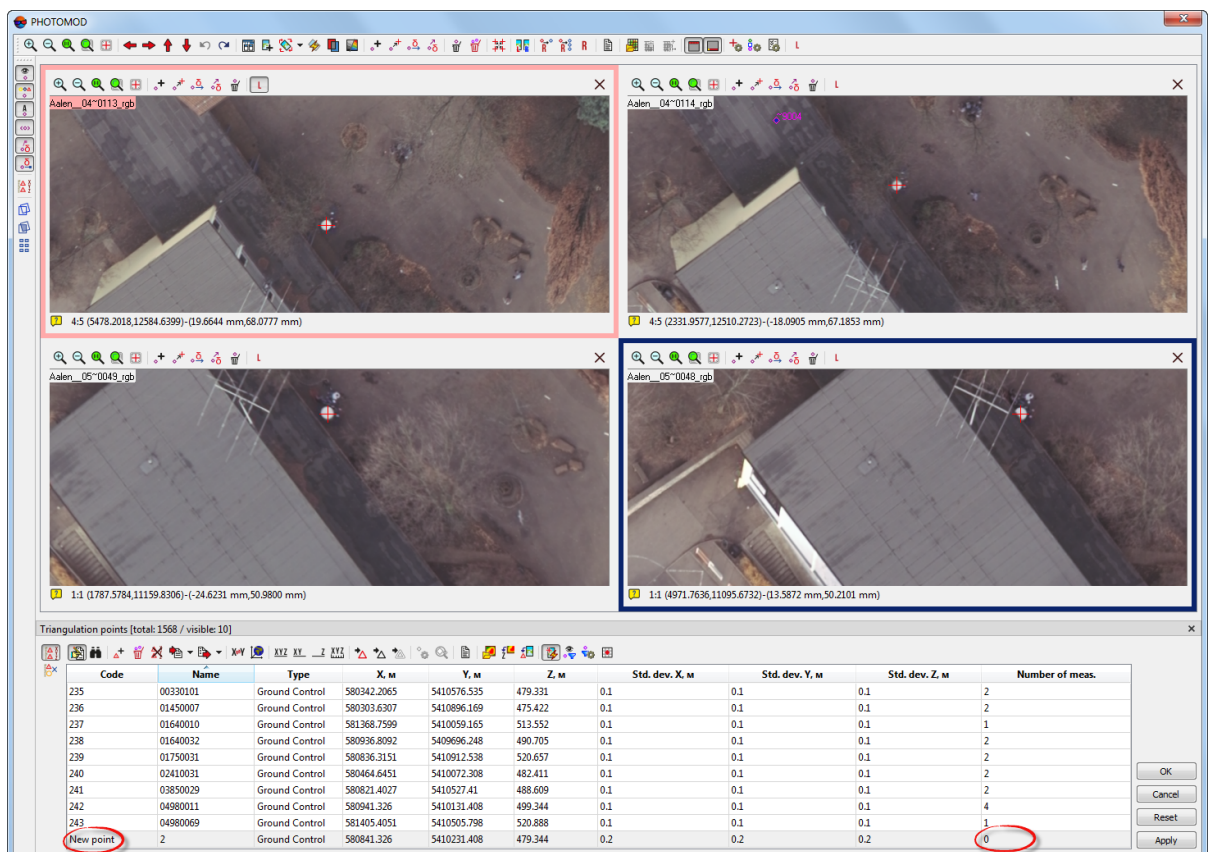 PHOTOMOD
Aalen__04~0113_rgb
4:5 (5478.2018,12584.6399)-(19.6644 mm,68.0777 mm)
Aalen__04~0114_rgb
4:5 (2331.9577,12510.2723)-(-18.0905 mm,67.1853 mm)
Aalen__05~0049_rgb
1:1 (1787.5784,11159.8306)-(-24.6231 mm,50.9800 mm)
Aalen__05~0048_rgb
1:1 (4971.7636,11095.6732)-(13.5872 mm,50.2101 mm)
Triangulation points [total: 1568 / visible: 10]
Code Name Type X, м Y, м Z, м Std. dev. X, м Std. dev. Y, м Std. dev. Z, м Number of meas.
235 00330101 Ground Control 580342.2065 5410576.535 479.331 0.1 0.1 0.1 2
236 01450007 Ground Control 580303.6307 5410896.169 475.422 0.1 0.1 0.1 2
237 01640010 Ground Control 581368.7599 5410059.165 513.552 0.1 0.1 0.1 1
238 01640032 Ground Control 580936.8092 5409696.248 490.705 0.1 0.1 0.1 2
239 01750031 Ground Control 580836.3151 5410912.538 520.657 0.1 0.1 0.1 2
240 02410031 Ground Control 580464.6451 5410072.308 482.411 0.1 0.1 0.1 2
241 03850029 Ground Control 580821.4027 5410527.41 488.609 0.1 0.1 0.1 2
242 04980011 Ground Control 580941.326 5410131.408 499.344 0.1 0.1 0.1 4
243 04980069 Ground Control 581405.4051 5410505.798 520.888 0.1 0.1 0.1 1
New point 2 Ground Control 580841.326 5410231.408 479.344 0.2 0.2 0.2 0
OK
Cancel
Reset
Apply